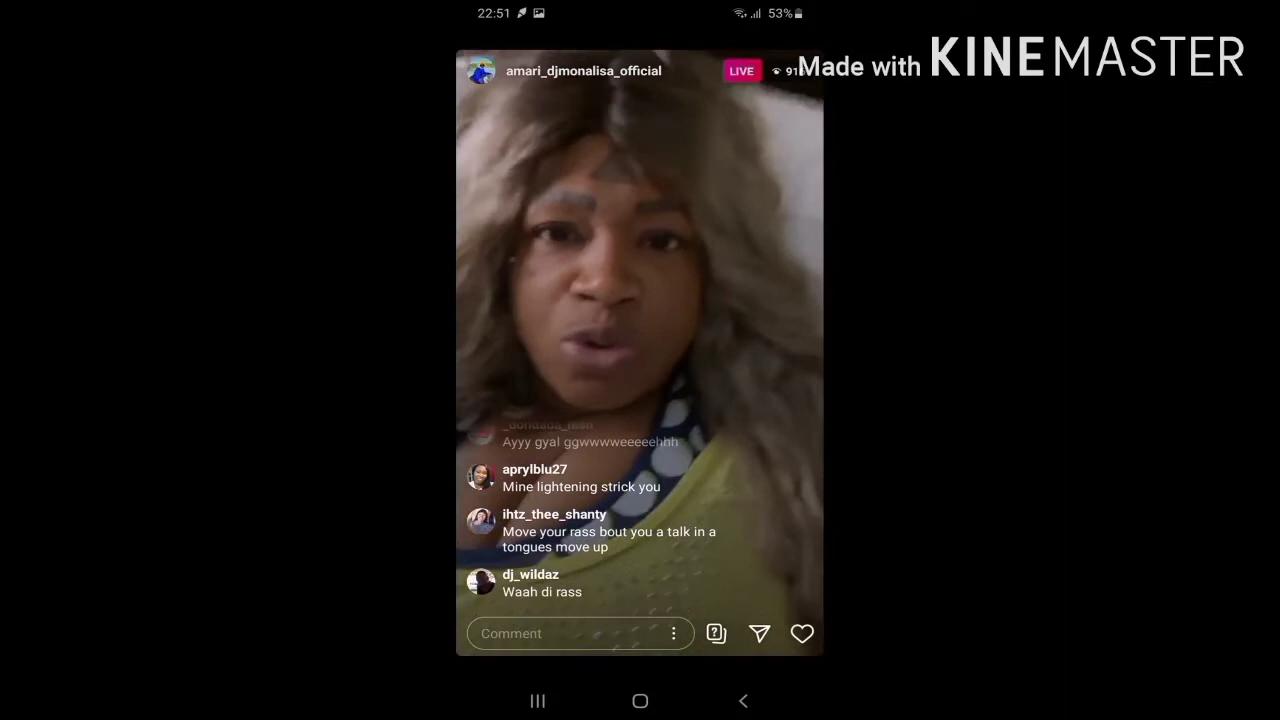 22:51
53%
amari_djmonalisa_official
LIVE
Made with KINEMASTER
Ayyy gyal ggwwwweeeeehhh
aprylblu27
Mine lightening strick you
ihtz_thee_shanty
Move your rass bout you a talk in a
tongues move up
dj_wildaz
Waah di rass
Comment